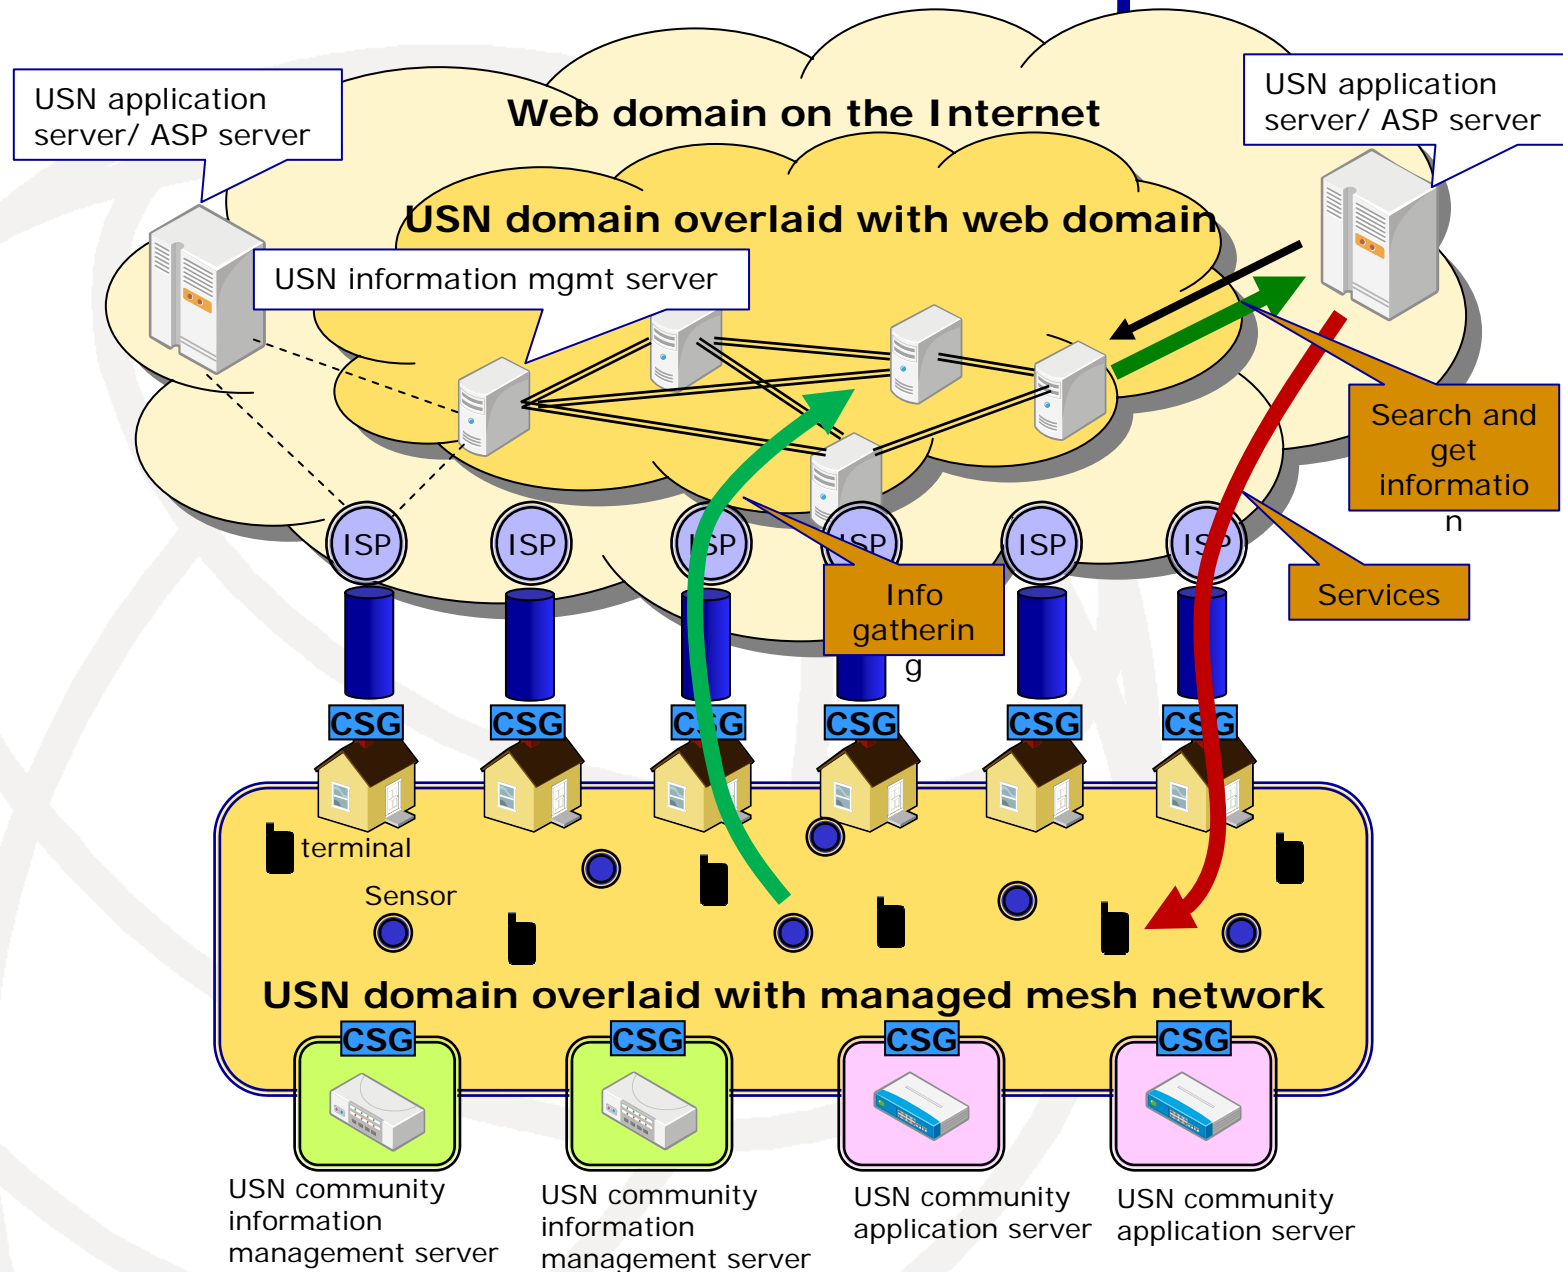 USN application
server/ ASP server
Web domain on the Internet
USN application
server/ ASP server
USN domain overlaid with web domain
USN information mgmt server
Search and
get
informatio
n
ISP
ISP
ISP
ISP
ISP
ISP
Info
gatherin
g
Services
CSG
CSG
CSG
CSG
CSG
CSG
terminal
Sensor
USN domain overlaid with managed mesh network
CSG
CSG
CSG
CSG
USN community
information
management server
USN community
information
management server
USN community
application server
USN community
application server